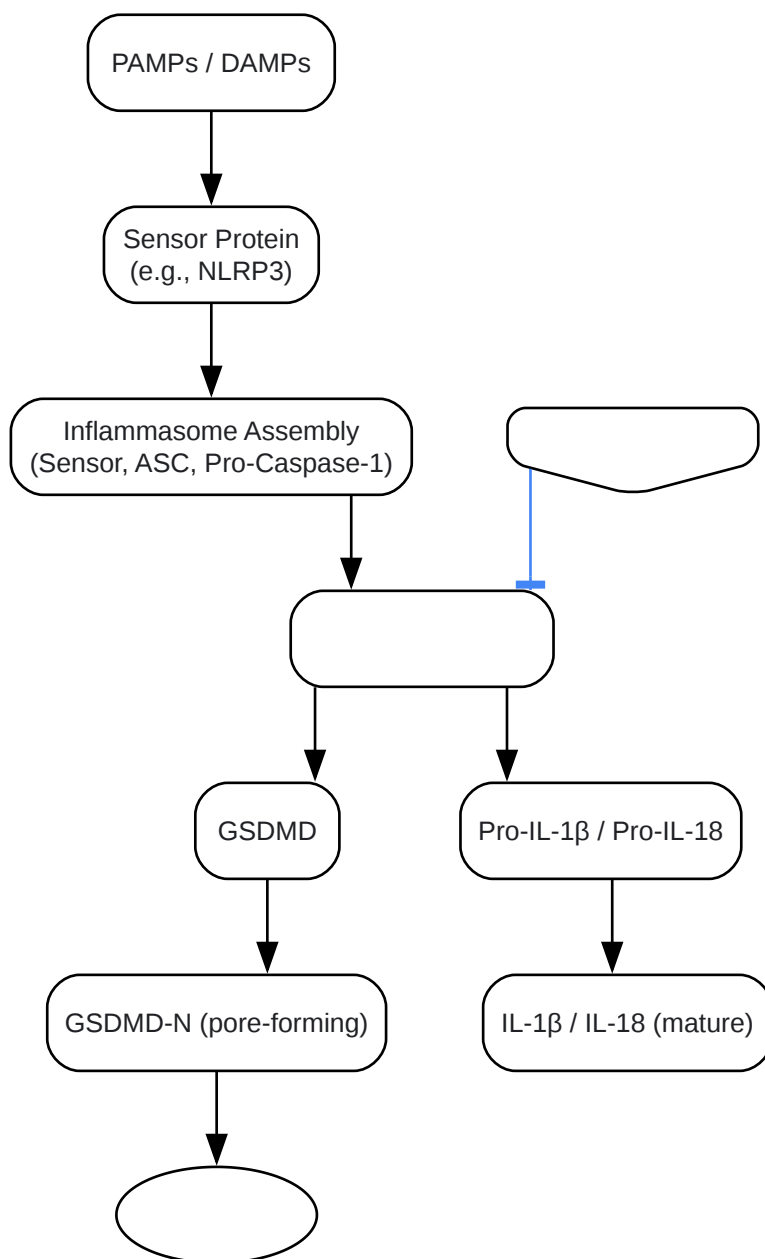 PAMPs / DAMPs
Sensor Protein
(e.g., NLRP3)
Inflammasome Assembly
(Sensor, ASC, Pro-Caspase-1)
GSDMD
Pro-IL-1β / Pro-IL-18
GSDMD-N (pore-forming)
IL-1β / IL-18 (mature)